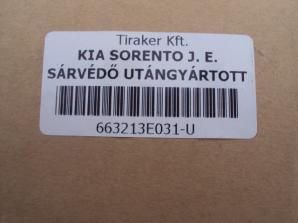 Tiraker Kft.
KIA SORENTO J. E.
SÁRVÉDŐ UTÁNGYÁRTOTT
663213E031-U